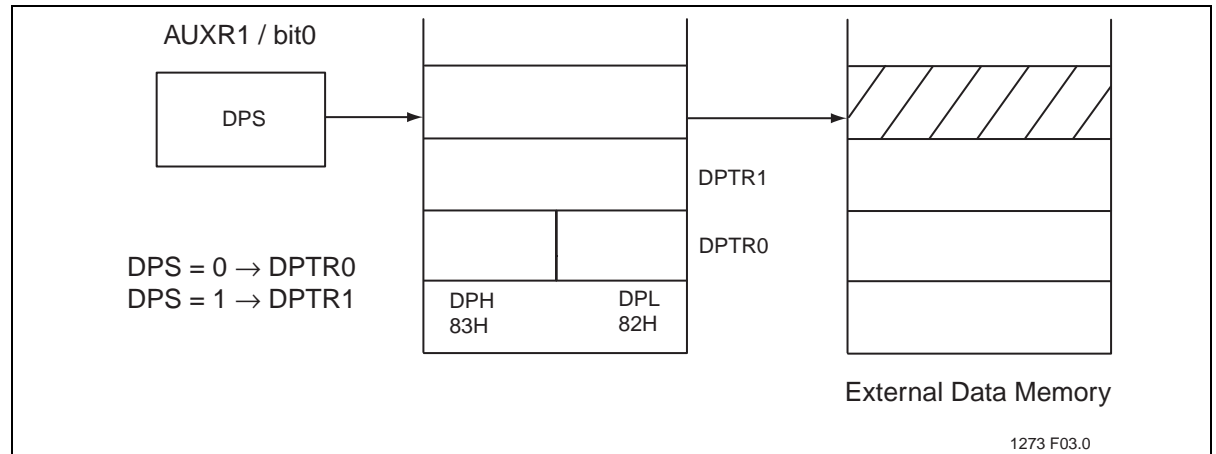 AUXR1 / bit0
DPS
DPTR1
DPTR0
DPS = 0 → DPTR0
DPS = 1 → DPTR1
DPH
83H
DPL
82H
External Data Memory
1273 F03.0